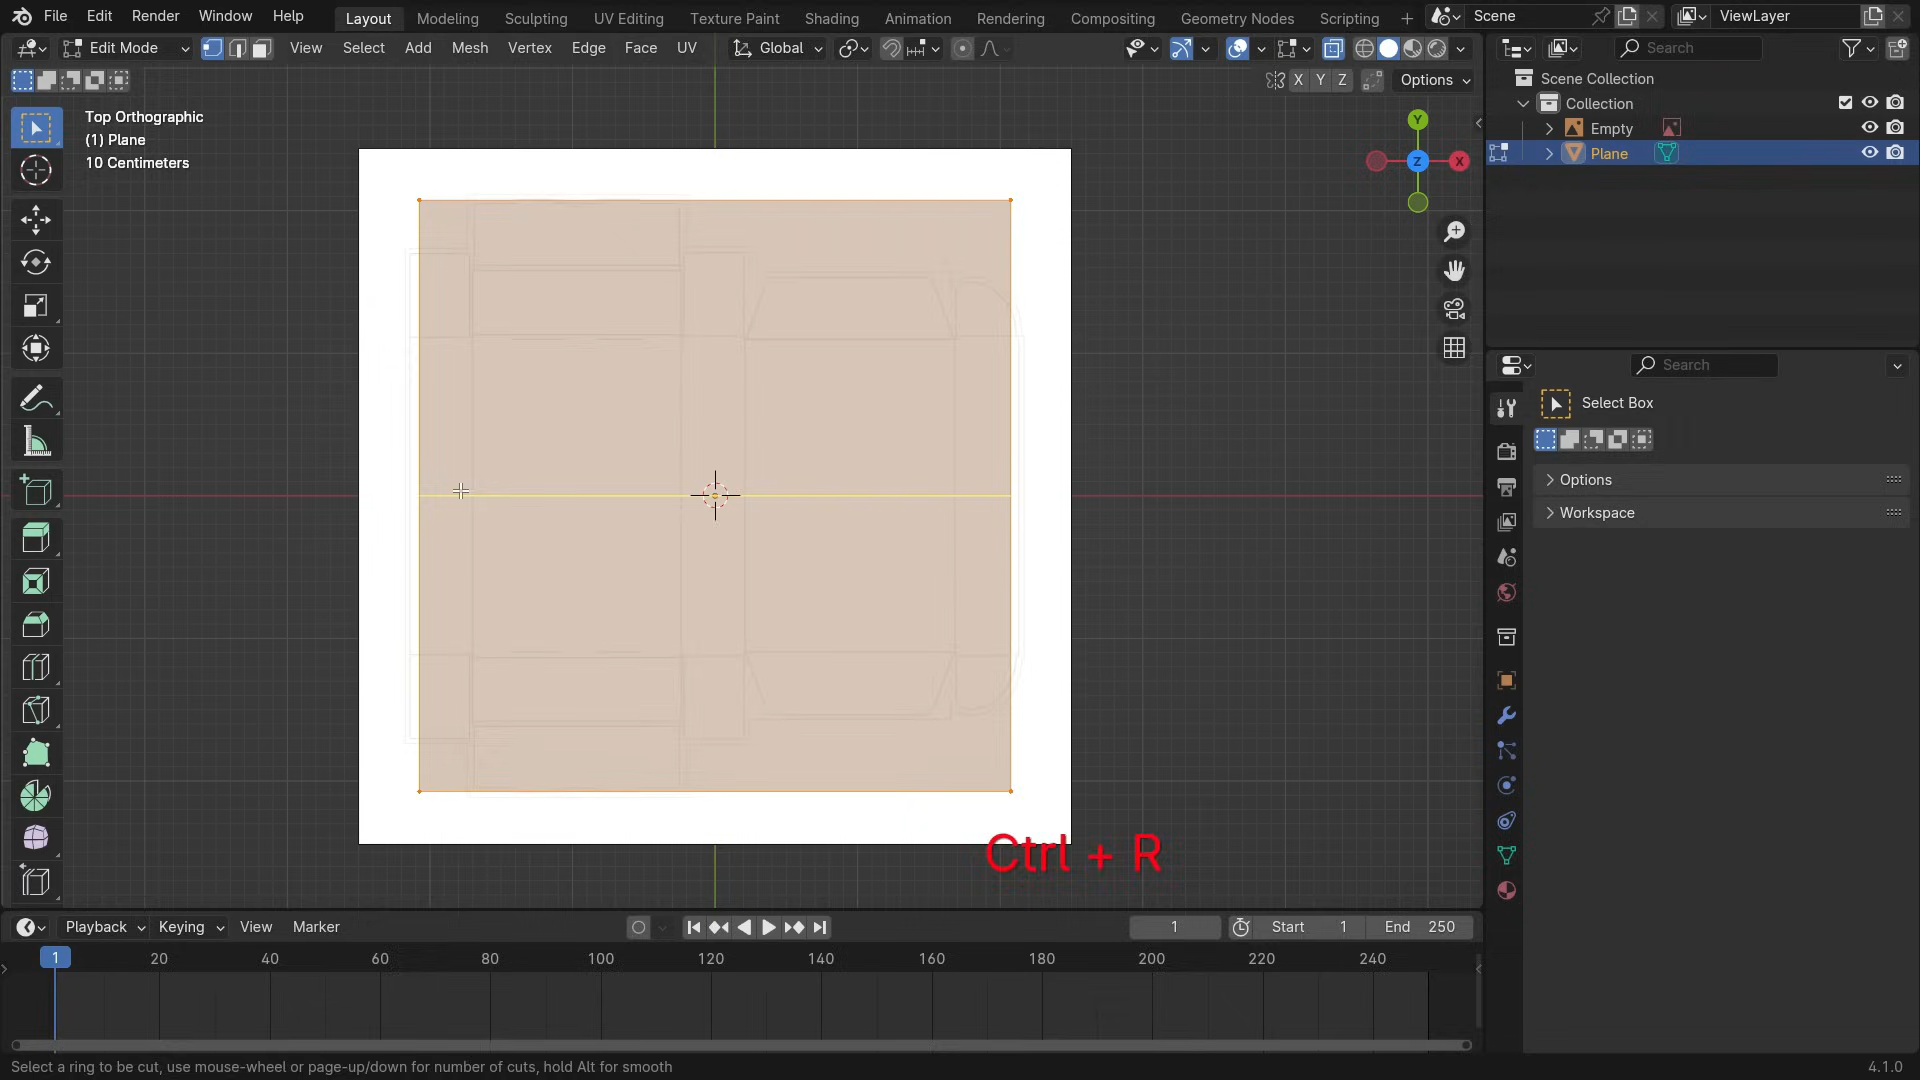 File Edit Render Window Help Layout Modeling Sculpting UV Editing Texture Paint Shading Animation Rendering Compositing Geometry Nodes Scripting + Scene ViewLayer
Edit Mode View Select Add Mesh Vertex Edge Face UV Global Search
X Y Z Options
Scene Collection
Collection
Empty
Plane
Top Orthographic
(1) Plane
10 Centimeters
Y
Z
X
Search
Select Box
Options
Workspace
Ctrl + R
Playback Keying View Marker 1 Start 1 End 250
1 20 40 60 80 100 120 140 160 180 200 220 240
Select a ring to be cut, use mouse-wheel or page-up/down for number of cuts, hold Alt for smooth 4.1.0